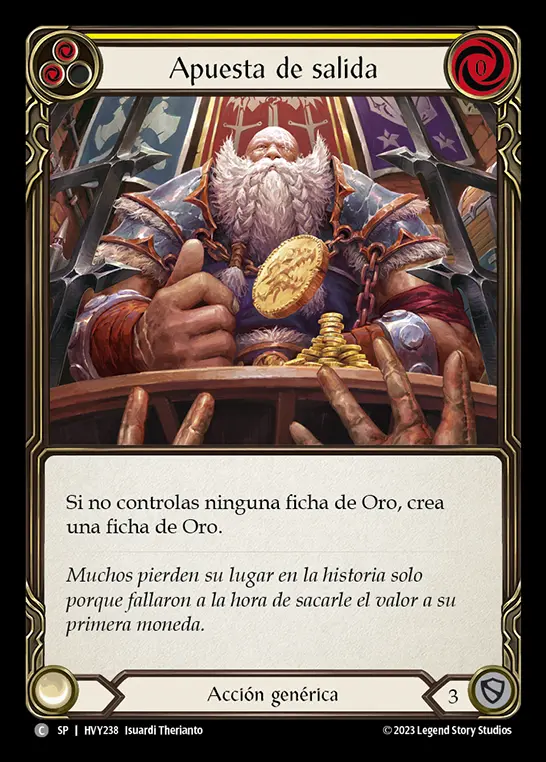 Apuesta de salida
0
Si no controlas ninguna ficha de Oro, crea
una ficha de Oro.
Muchos pierden su lugar en la historia solo
porque fallaron a la hora de sacarle el valor a su
primera moneda.
Acción genérica
3
C SP | HVY238 Isuardi Therianto
© 2023 Legend Story Studios